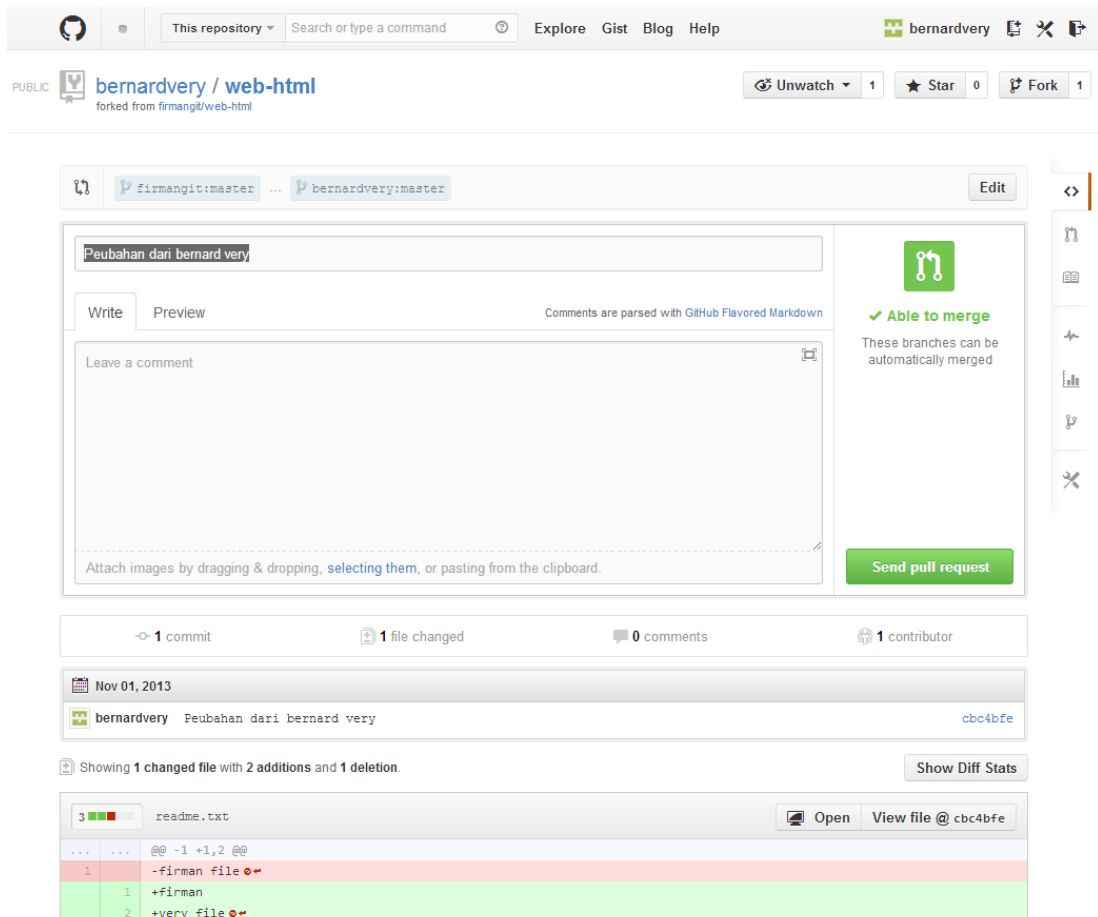 This repository Search or type a command Explore Gist Blog Help bernardvery
PUBLIC bernardvery / web-html Unwatch 1 Star 0 Fork 1
forked from firmangit/web-html
firmangit:master ... bernardvery:master Edit
Peubahan dari bernard very
Write Preview Comments are parsed with GitHub Flavored Markdown
Able to merge
These branches can be
automatically merged
Leave a comment
Attach images by dragging & dropping, selecting them, or pasting from the clipboard.
Send pull request
1 commit 1 file changed 0 comments 1 contributor
Nov 01, 2013
bernardvery Peubahan dari bernard very cbc4bfe
Showing 1 changed file with 2 additions and 1 deletion.
Show Diff Stats
3 readme.txt Open View file @ cbc4bfe
... ... @@ -1 +1,2 @@
1 -firman file
1 +firman
2 +very file